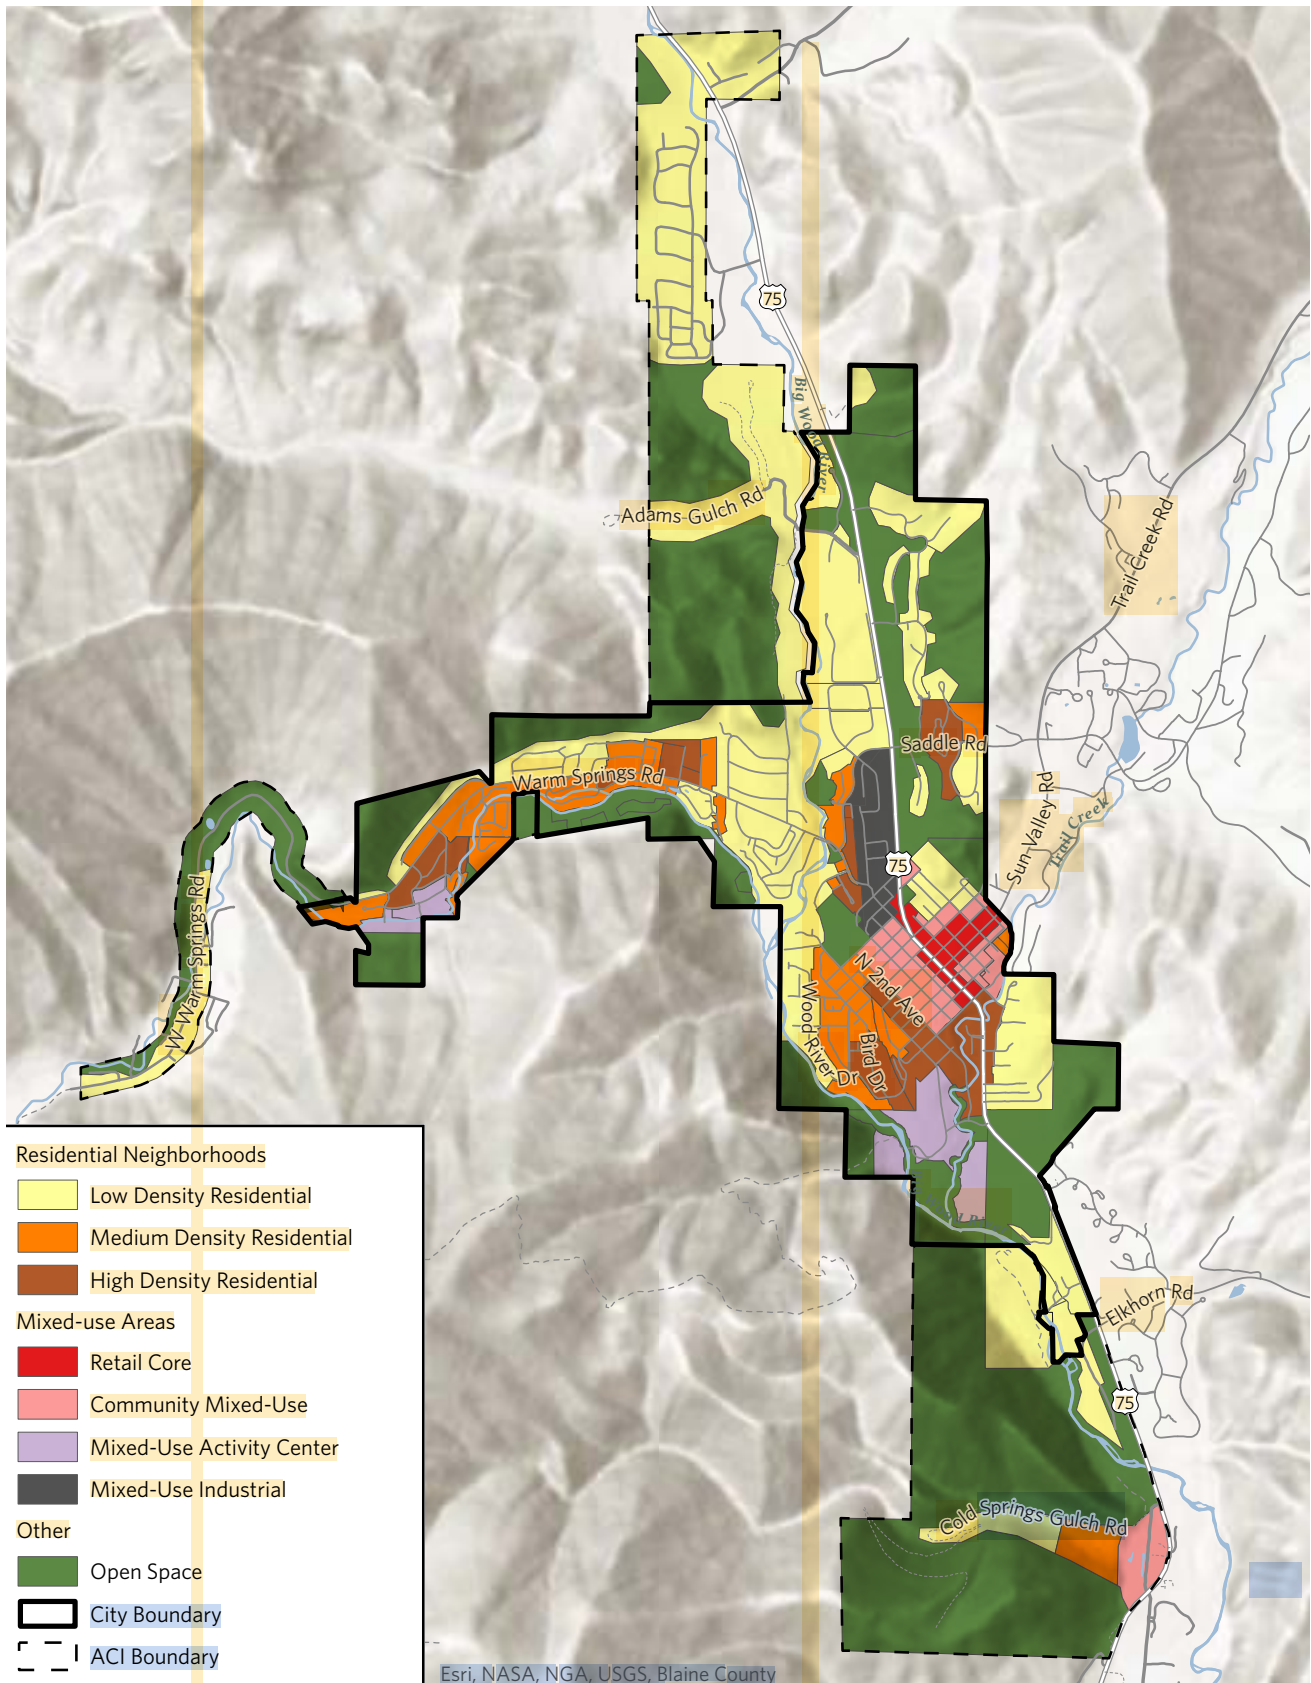 75
Big Wood River
Adams Gulch Rd
Trail Creek Rd
Saddle Rd
Warm Springs Rd
Sun Valley Rd
Trail Creek
75
W Warm Springs Rd
N 2nd Ave
Wood River Dr
Bird Dr
Elkhorn Rd
75
Cold Springs Gulch Rd
Residential Neighborhoods
Low Density Residential
Medium Density Residential
High Density Residential
Mixed-use Areas
Retail Core
Community Mixed-Use
Mixed-Use Activity Center
Mixed-Use Industrial
Other
Open Space
City Boundary
ACI Boundary
Esri, NASA, NGA, USGS, Blaine County